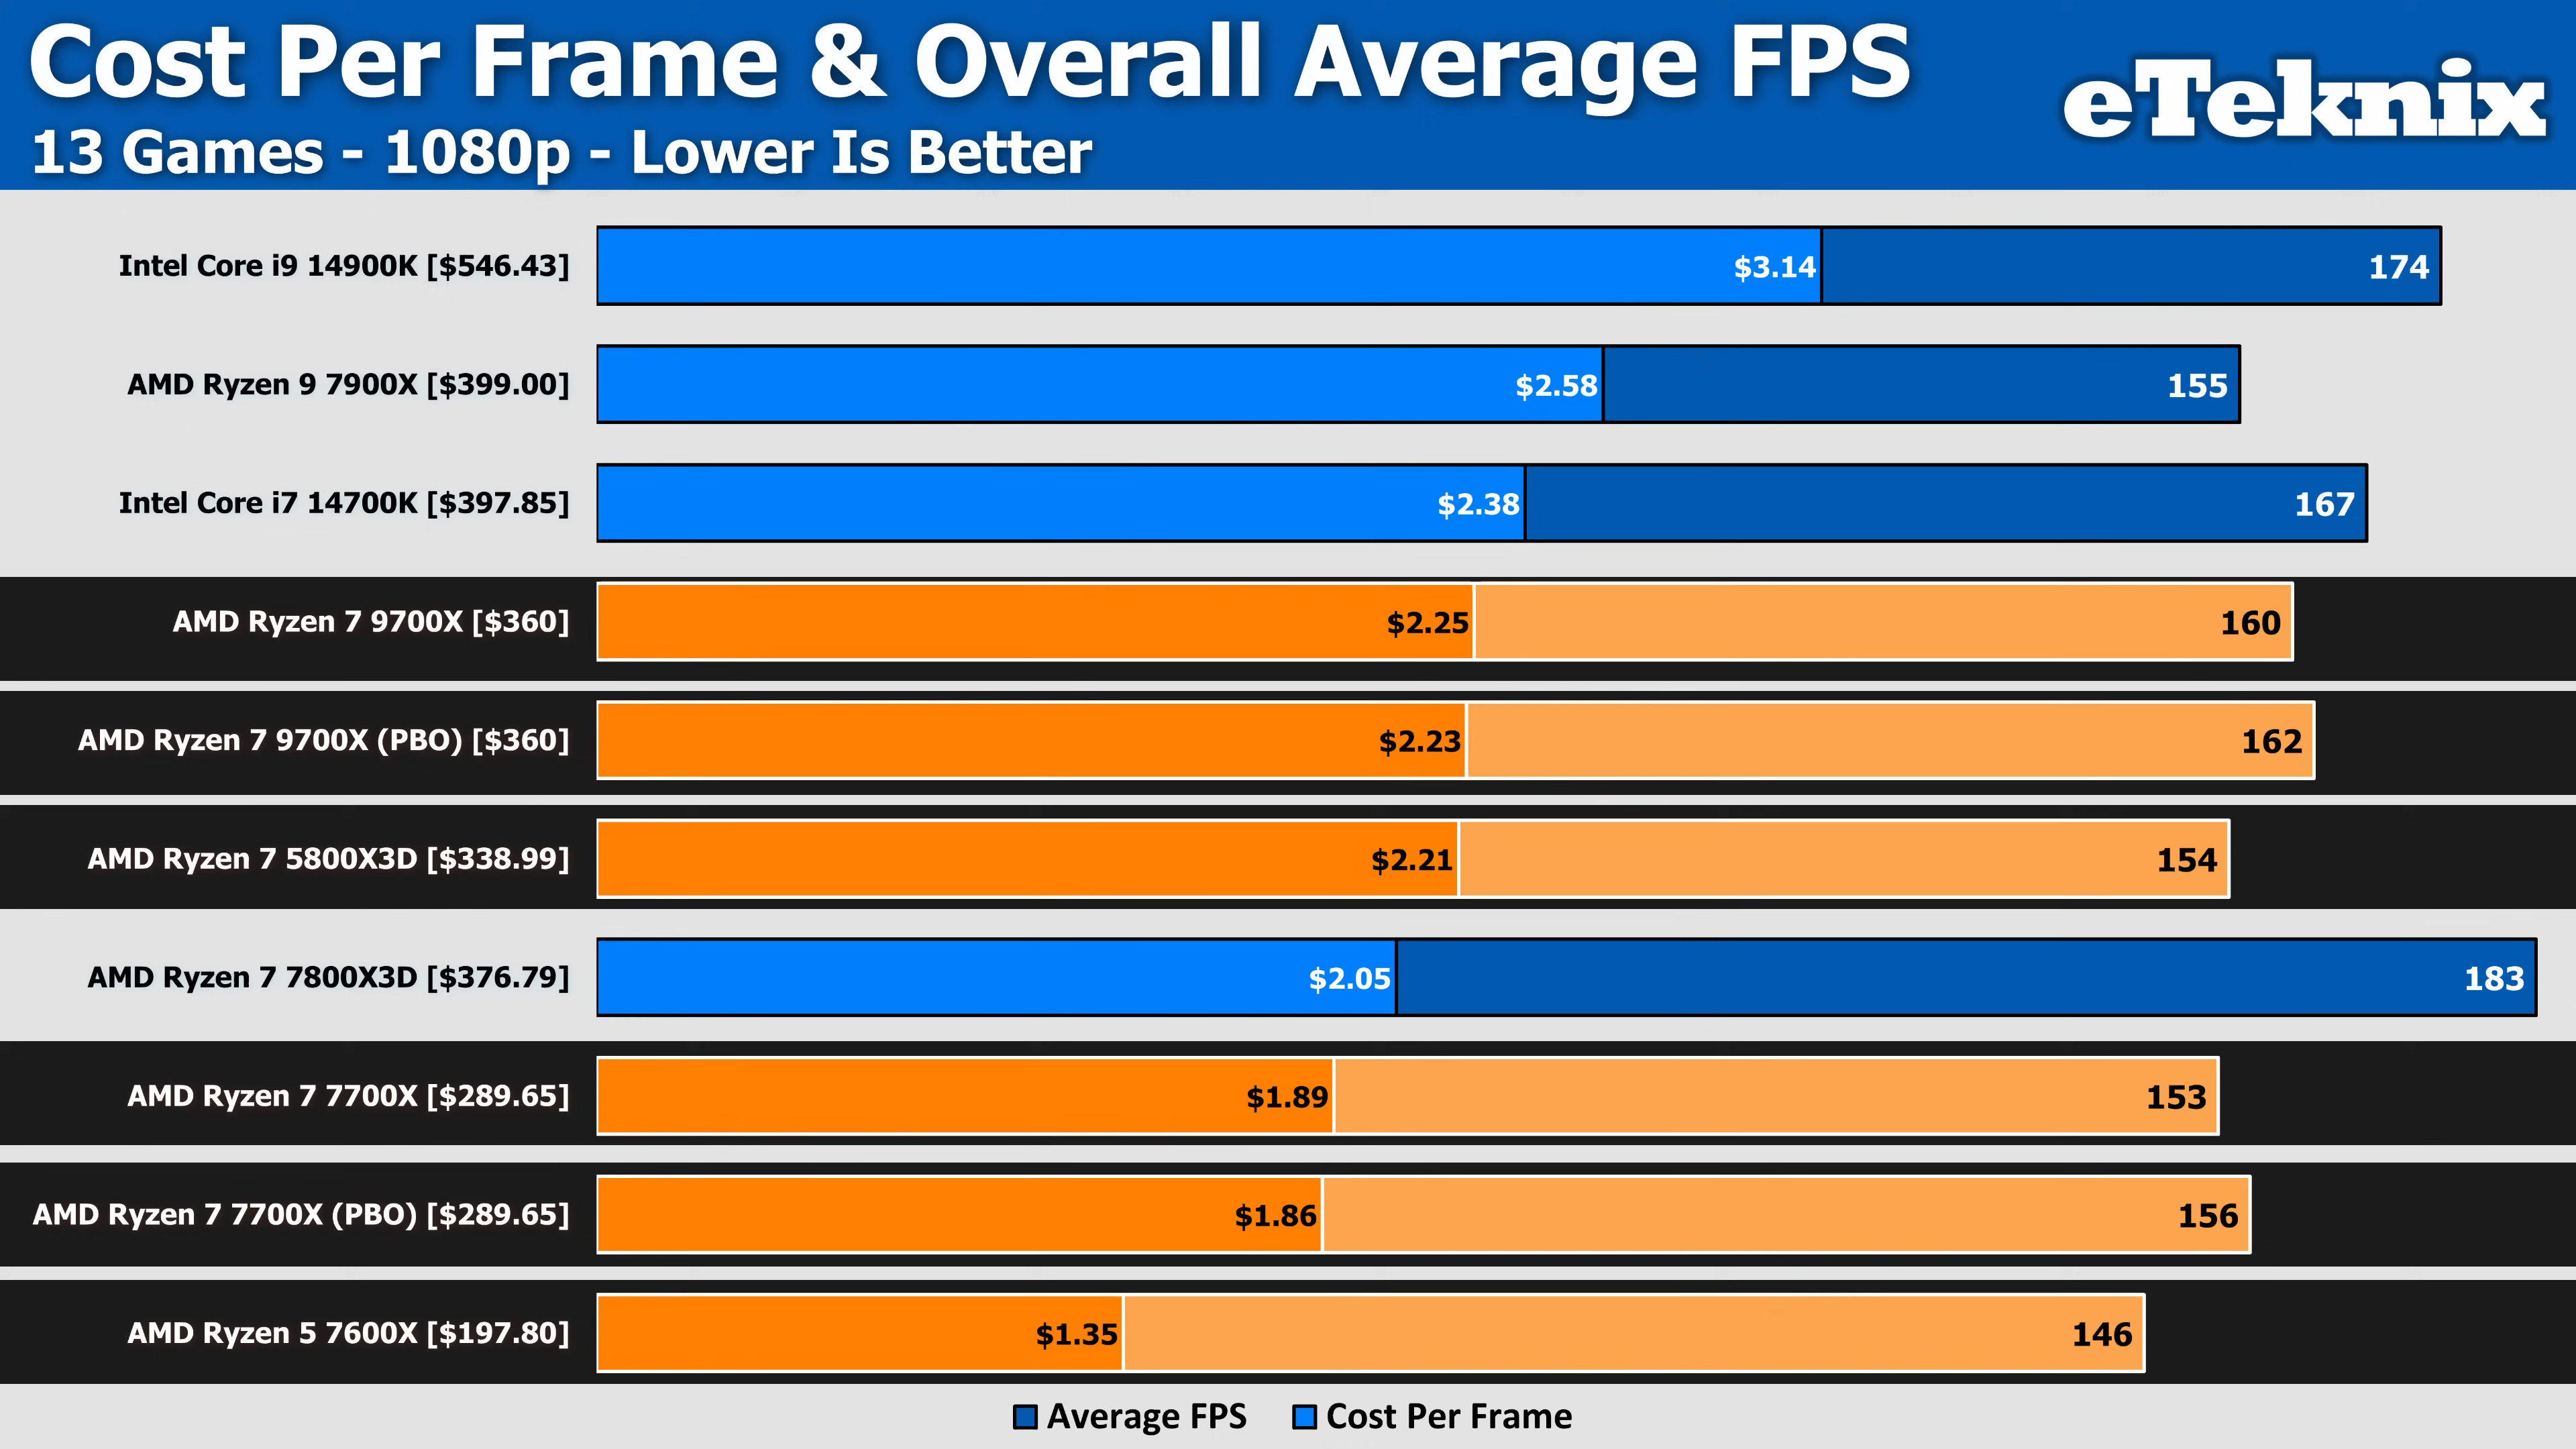 Cost Per Frame & Overall Average FPS
eTeknix
13 Games - 1080p - Lower Is Better
Intel Core i9 14900K [$546.43] $3.14 174
AMD Ryzen 9 7900X [$399.00] $2.58 155
Intel Core i7 14700K [$397.85] $2.38 167
AMD Ryzen 7 9700X [$360] $2.25 160
AMD Ryzen 7 9700X (PBO) [$360] $2.23 162
AMD Ryzen 7 5800X3D [$338.99] $2.21 154
AMD Ryzen 7 7800X3D [$376.79] $2.05 183
AMD Ryzen 7 7700X [$289.65] $1.89 153
AMD Ryzen 7 7700X (PBO) [$289.65] $1.86 156
AMD Ryzen 5 7600X [$197.80] $1.35 146
Average FPS Cost Per Frame